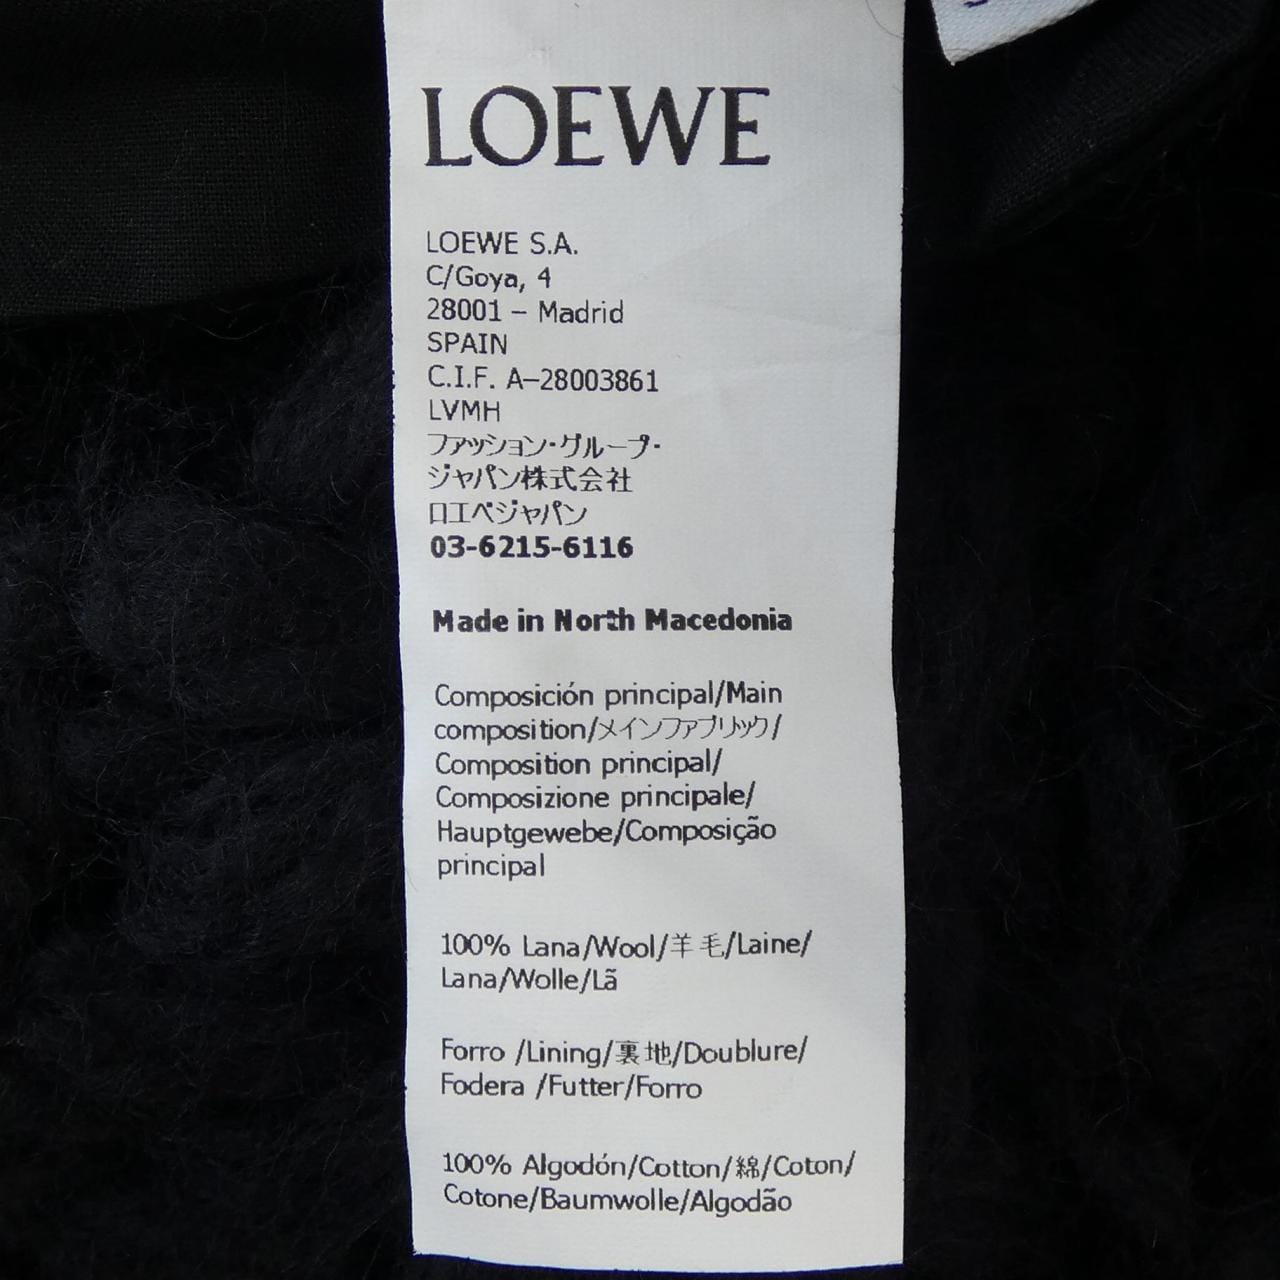 LOEWE
LOEWE S.A.
C/Goya, 4
28001 – Madrid
SPAIN
C.I.F. A–28003861
LVMH
ファッション・グループ・
ジャパン株式会社
ロエベジャパン
03-6215-6116
Made in North Macedonia
Composición principal/Main
composition/メインファブリック/
Composition principal/
Composizione principale/
Hauptgewebe/Composição
principal
100% Lana/Wool/羊毛/Laine/
Lana/Wolle/Lã
Forro /Lining/裏地/Doublure/
Fodera /Futter/Forro
100% Algodón/Cotton/綿/Coton/
Cotone/Baumwolle/Algodão